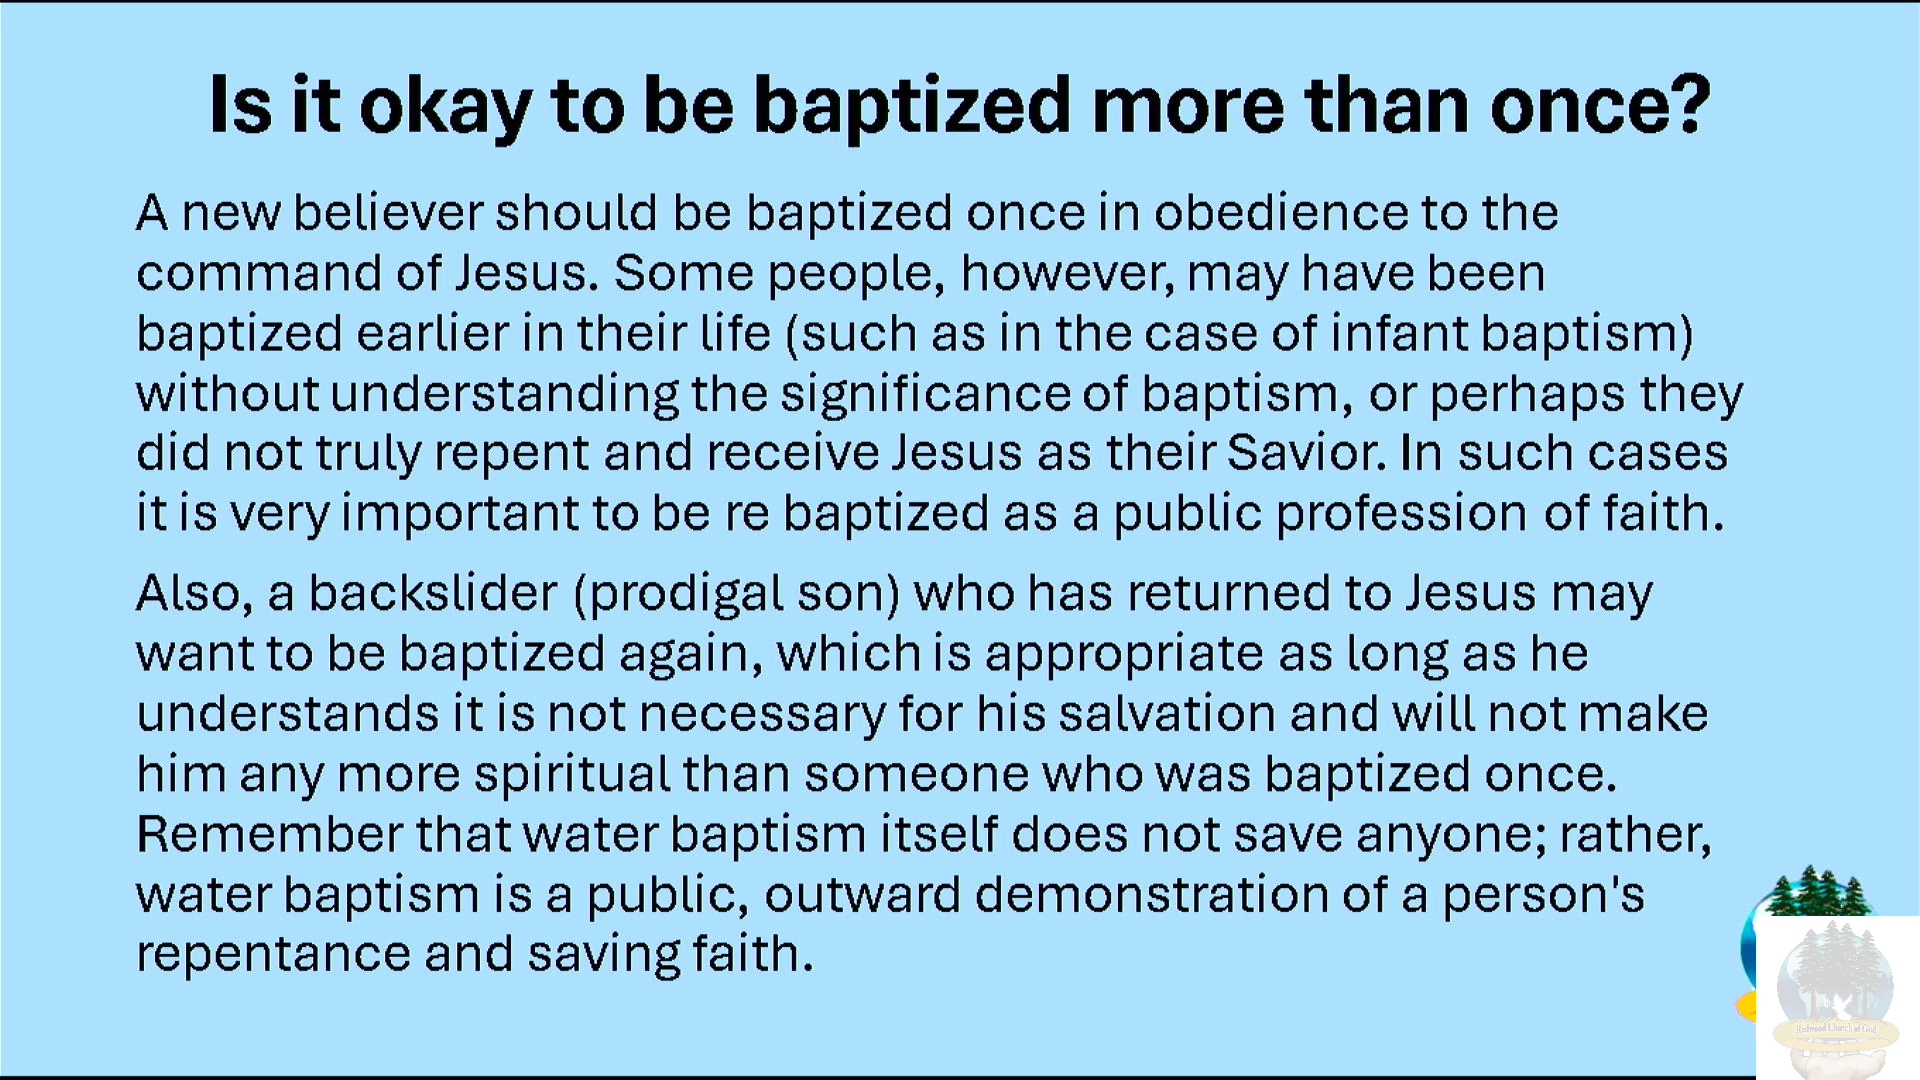 Is it okay to be baptized more than once?
A new believer should be baptized once in obedience to the
command of Jesus. Some people, however, may have been
baptized earlier in their life (such as in the case of infant baptism)
without understanding the significance of baptism, or perhaps they
did not truly repent and receive Jesus as their Savior. In such cases
it is very important to be re baptized as a public profession of faith.
Also, a backslider (prodigal son) who has returned to Jesus may
want to be baptized again, which is appropriate as long as he
understands it is not necessary for his salvation and will not make
him any more spiritual than someone who was baptized once.
Remember that water baptism itself does not save anyone; rather,
water baptism is a public, outward demonstration of a person's
repentance and saving faith.
Redwood Church of God